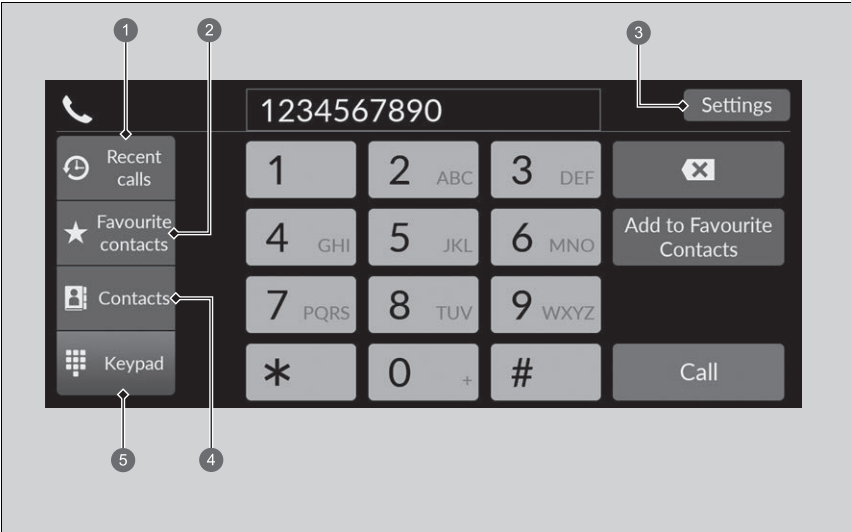 1
2
3
1234567890
Settings
Recent
calls
1
2 ABC
3 DEF
Favourite
contacts
4 GHI
5 JKL
6 MNO
Add to Favourite
Contacts
Contacts
7 PQRS
8 TUV
9 WXYZ
Keypad
*
0 +
#
Call
5
4